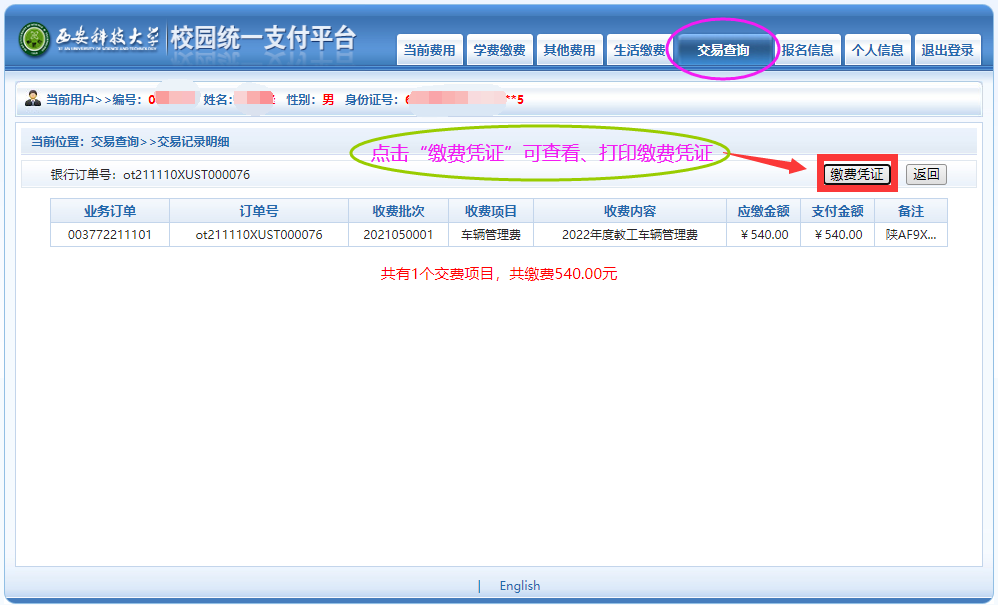 西安科技大学 校园统一支付平台
XI'AN UNIVERSITY OF SCIENCE AND TECHNOLOGY
当前费用 学费缴费 其他费用 生活缴费 交易查询 报名信息 个人信息 退出登录
当前用户>>编号：0 姓名： 性别：男 身份证号：6 **5
当前位置：交易查询>>交易记录明细
点击“缴费凭证”可查看、打印缴费凭证
银行订单号：ot211110XUST000076 缴费凭证 返回
业务订单 订单号 收费批次 收费项目 收费内容 应缴金额 支付金额 备注
003772211101 ot211110XUST000076 2021050001 车辆管理费 2022年度教工车辆管理费 ￥540.00 ￥540.00 陕AF9X...
共有1个交费项目，共缴费540.00元
| English